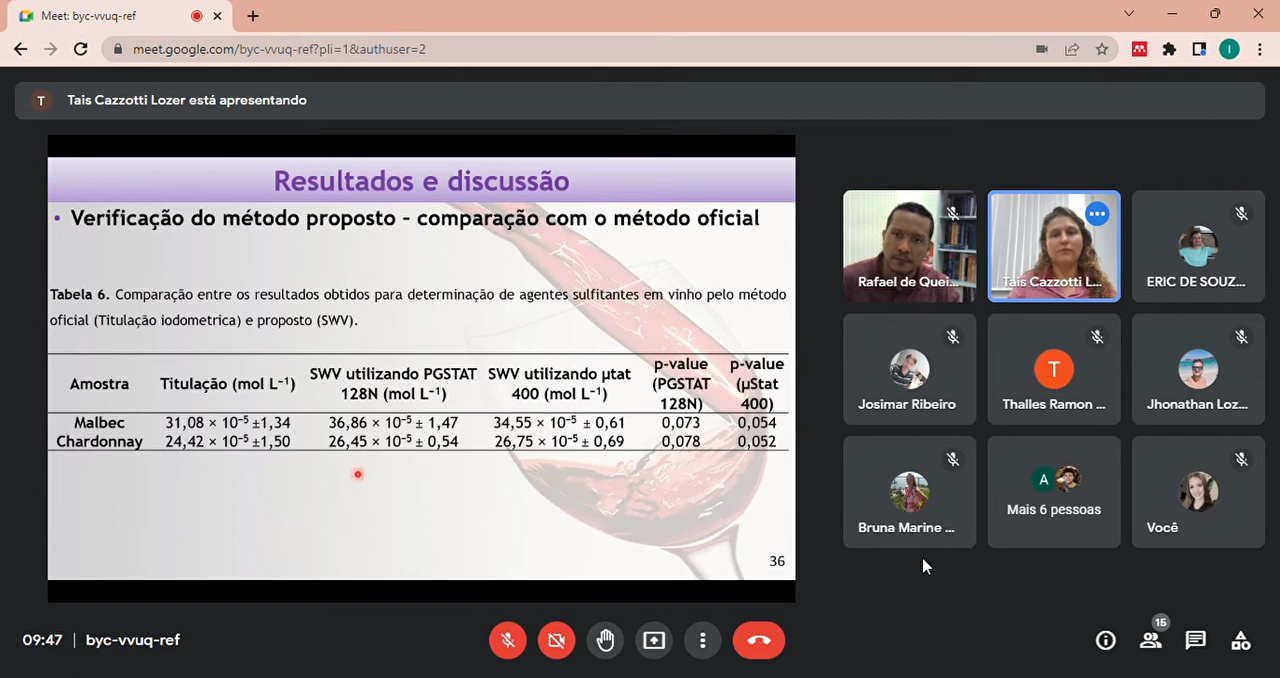 Meet: byc-vvuq-ref
meet.google.com/byc-vvuq-ref?pli=1&authuser=2
I
T Tais Cazzotti Lozer está apresentando
Resultados e discussão
• Verificação do método proposto – comparação com o método oficial
Tabela 6. Comparação entre os resultados obtidos para determinação de agentes sulfitantes em vinho pelo método
oficial (Titulação iodometrica) e proposto (SWV).
Amostra Titulação (mol L⁻¹) SWV utilizando PGSTAT 128N (mol L⁻¹) SWV utilizando µtat 400 (mol L⁻¹) p-value (PGSTAT 128N) p-value (µStat 400)
Malbec 31,08 × 10⁻⁵ ±1,34 36,86 × 10⁻⁵ ± 1,47 34,55 × 10⁻⁵ ± 0,61 0,073 0,054
Chardonnay 24,42 × 10⁻⁵ ±1,50 26,45 × 10⁻⁵ ± 0,54 26,75 × 10⁻⁵ ± 0,69 0,078 0,052
36
Rafael de Quei...
Tais Cazzotti L...
ERIC DE SOUZ...
Josimar Ribeiro
T
Thalles Ramon ...
Jhonathan Loz...
Bruna Marine ...
A
Mais 6 pessoas
Você
09:47 | byc-vvuq-ref
15